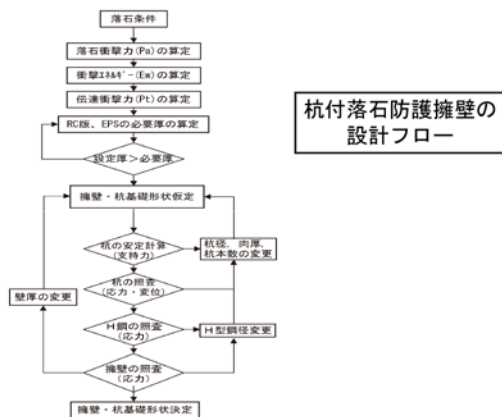 落石条件
落石衝撃力(Pa)の算定
衝撃エネルギー(Ew)の算定
伝達衝撃力(Pt)の算定
RC版、EPSの必要厚の算定
設定厚＞必要厚
擁壁・杭基礎形状仮定
杭の安定計算
(支持力)
杭径、肉厚、
杭本数の変更
杭の照査
(応力・変位)
壁厚の変更
H鋼の照査
(応力)
H型鋼径変更
擁壁の照査
(応力)
擁壁・杭基礎形状決定
杭付落石防護擁壁の
設計フロー